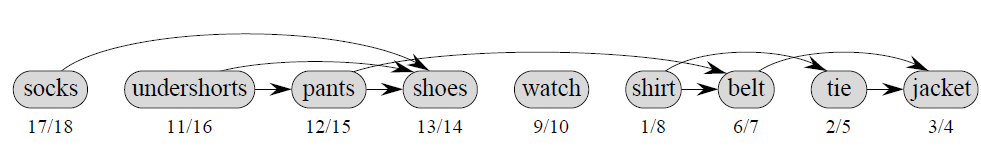 socks undershorts pants shoes watch shirt belt tie jacket
17/18 11/16 12/15 13/14 9/10 1/8 6/7 2/5 3/4